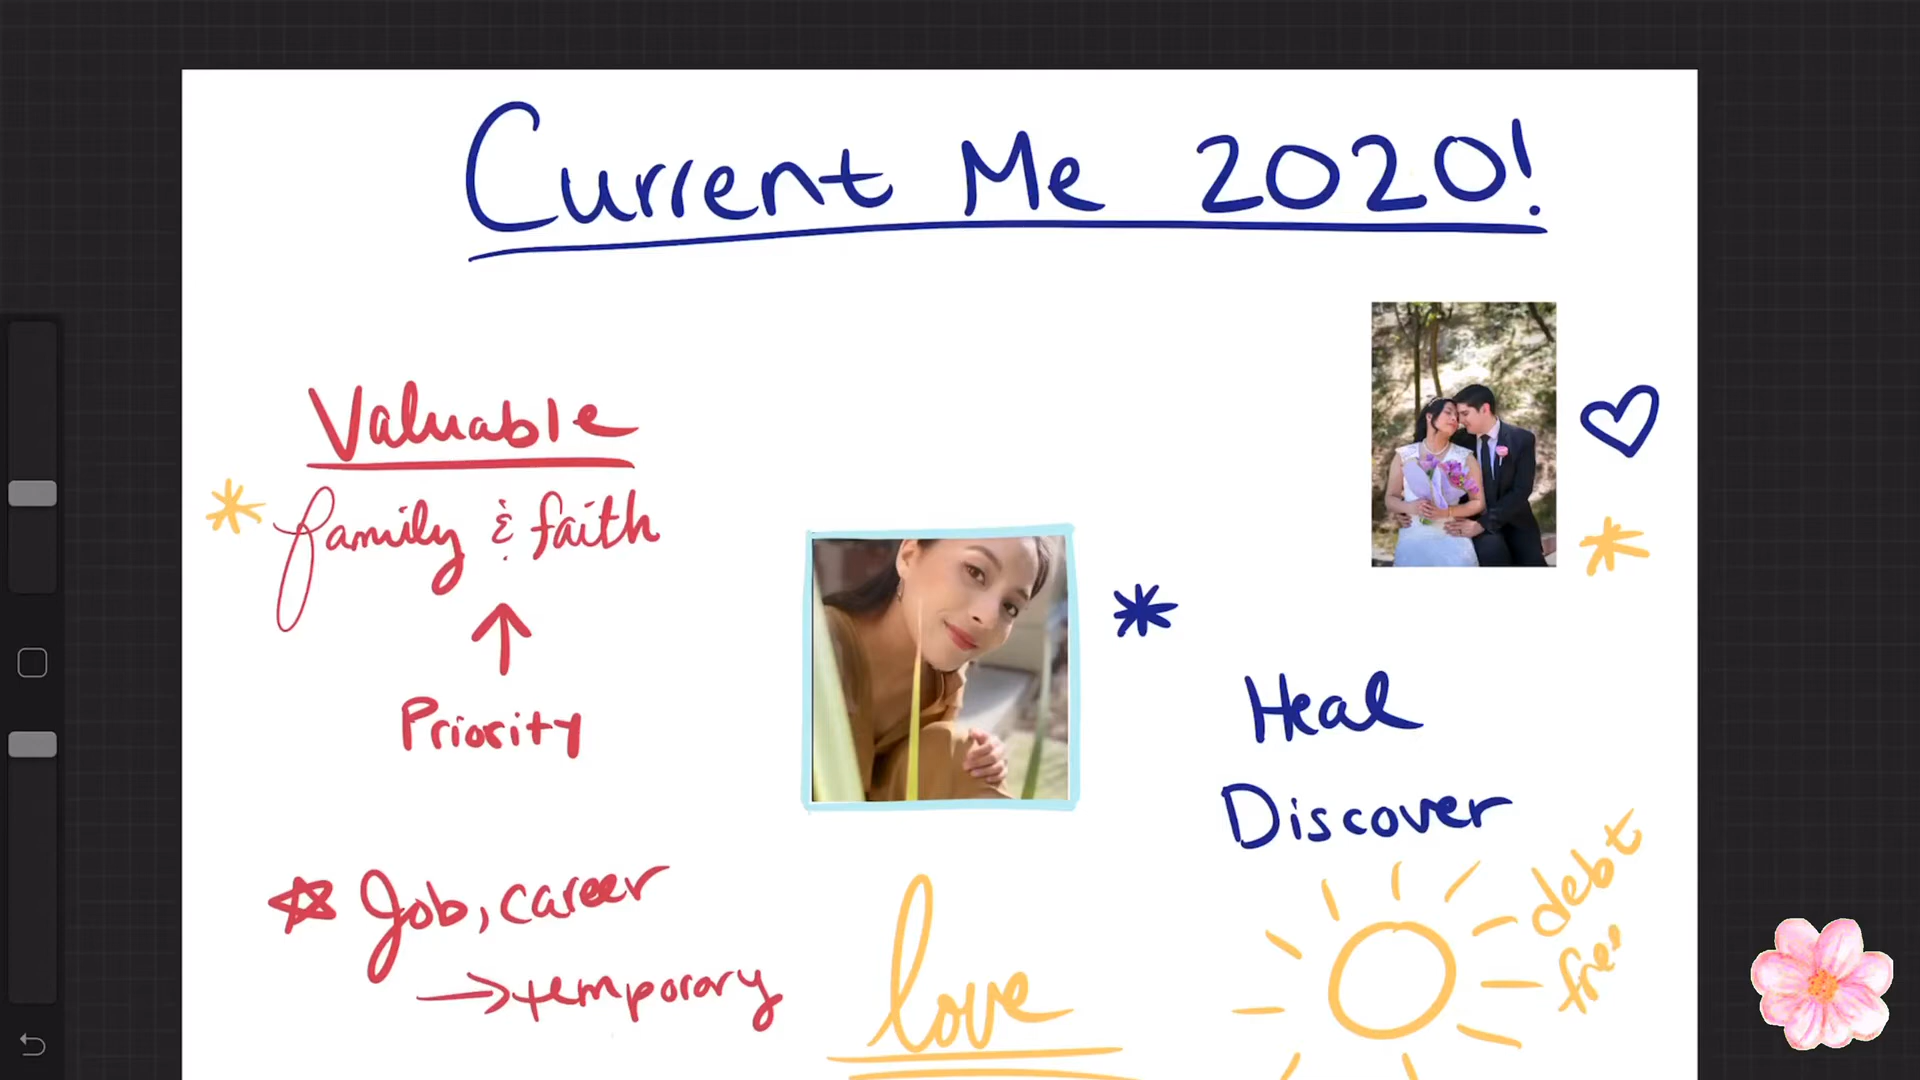 Current Me 2020!
Valuable
family & faith
Priority
Job, career
→temporary
love
Heal
Discover
debt
free